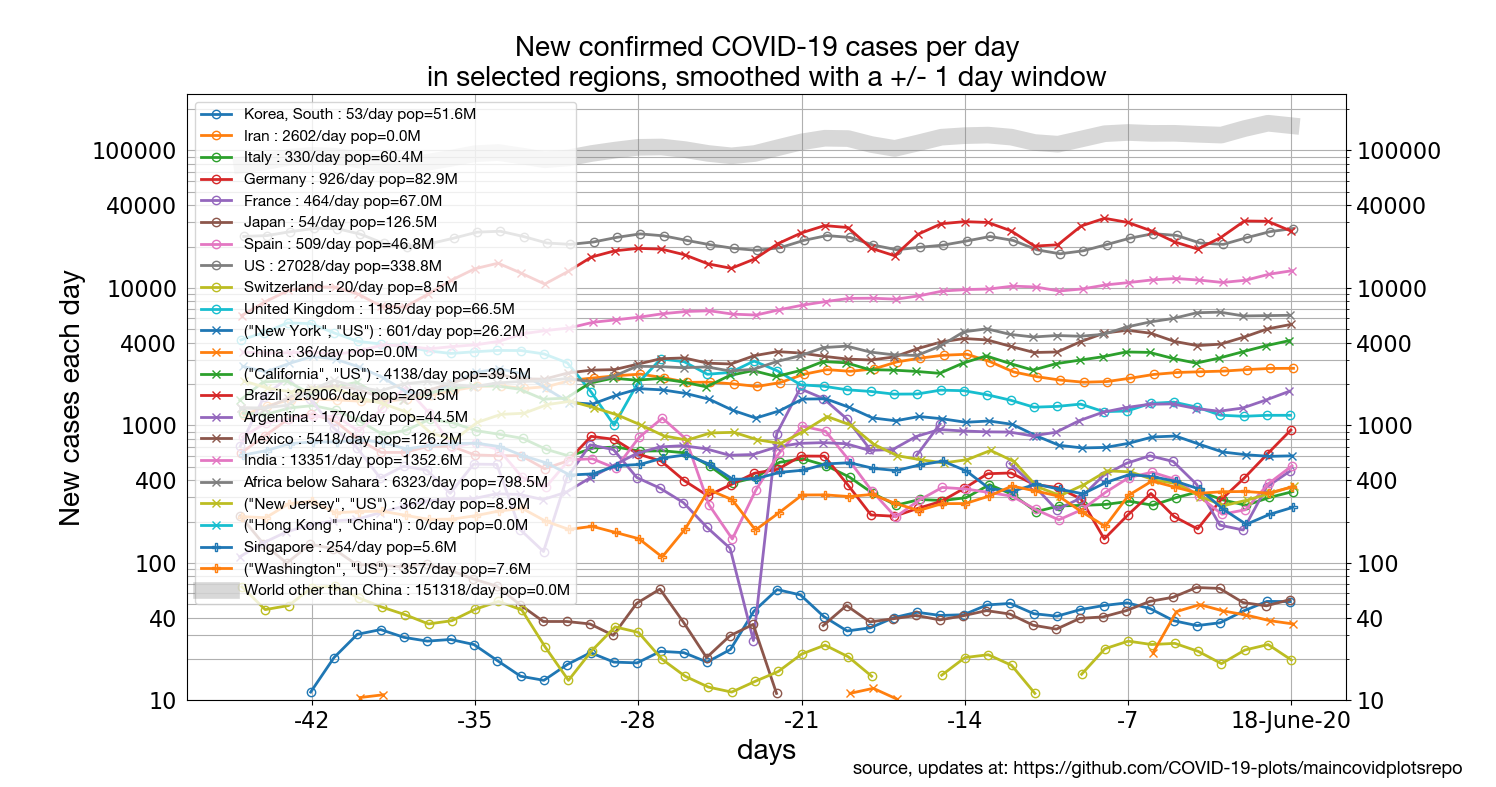 New confirmed COVID-19 cases per day
in selected regions, smoothed with a +/- 1 day window
New cases each day
100000
40000
10000
4000
1000
400
100
40
10
Korea, South : 53/day pop=51.6M
Iran : 2602/day pop=0.0M
Italy : 330/day pop=60.4M
Germany : 926/day pop=82.9M
France : 464/day pop=67.0M
Japan : 54/day pop=126.5M
Spain : 509/day pop=46.8M
US : 27028/day pop=338.8M
Switzerland : 20/day pop=8.5M
United Kingdom : 1185/day pop=66.5M
("New York", "US") : 601/day pop=26.2M
China : 36/day pop=0.0M
("California", "US") : 4138/day pop=39.5M
Brazil : 25906/day pop=209.5M
Argentina : 1770/day pop=44.5M
Mexico : 5418/day pop=126.2M
India : 13351/day pop=1352.6M
Africa below Sahara : 6323/day pop=798.5M
("New Jersey", "US") : 362/day pop=8.9M
("Hong Kong", "China") : 0/day pop=0.0M
Singapore : 254/day pop=5.6M
("Washington", "US") : 357/day pop=7.6M
World other than China : 151318/day pop=0.0M
100000
40000
10000
4000
1000
400
100
40
10
-42 -35 -28 -21 -14 -7 18-June-20
days
source, updates at: https://github.com/COVID-19-plots/maincovidplotsrepo